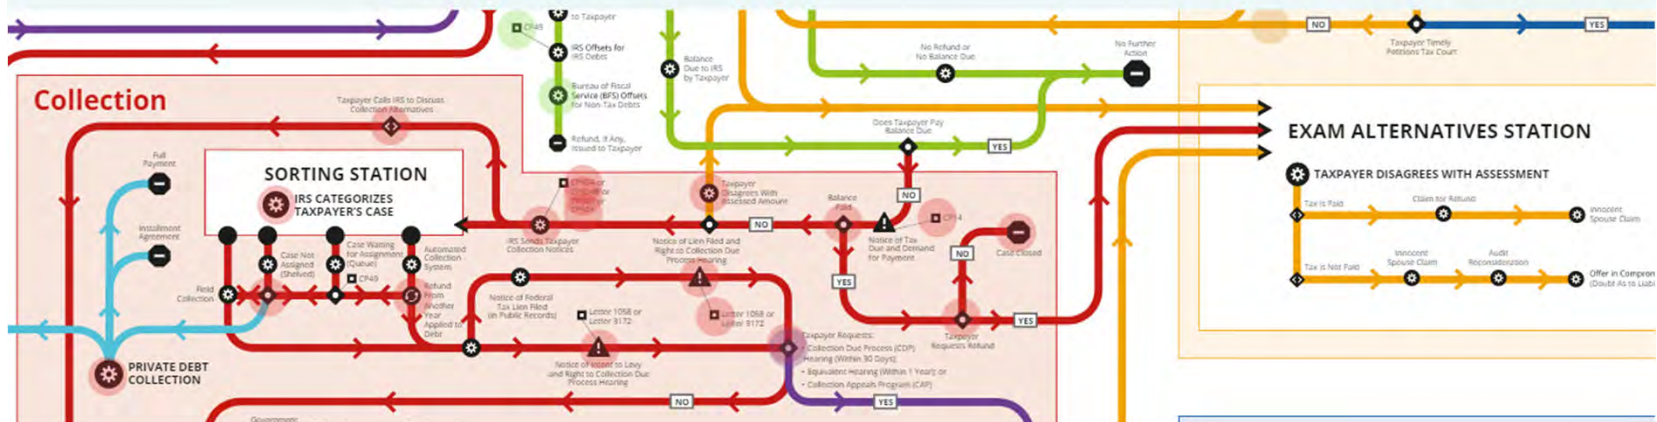 to Taxpayer
CP49
IRS Offsets for
IRS Debts
Bureau of Fiscal
Service (BFS) Offsets
for Non-Tax Debts
Refund, If Any,
Issued to Taxpayer
Balance
Due to IRS
by Taxpayer
No Refund or
No Balance Due
No Further
Action
Does Taxpayer Pay
Balance Due
YES
NO
NO
Taxpayer Timely
Petitions Tax Court
YES
Collection
Taxpayer Calls IRS to Discuss
Collection Alternatives
Full
Payment
Installment
Agreement
SORTING STATION
IRS CATEGORIZES
TAXPAYER'S CASE
Case Not
Assigned
(Shelved)
Case Waiting
for Assignment
(Queue)
CP49
Automated
Collection
System
Field
Collection
Refund
From
Another
Year
Applied to
Debt
PRIVATE DEBT
COLLECTION
IRS Sends Taxpayer
Collection Notices
Taxpayer
Disagrees With
Assessed Amount
Notice of Lien Filed and
Right to Collection Due
Process Hearing
NO
Balance
Paid
Notice of Tax
Due and Demand
for Payment
CP14
NO
Case Closed
YES
Taxpayer
Requests Refund
YES
Notice of Federal
Tax Lien Filed
(in Public Records)
Letter 1058 or
Letter 3172
Letter 1058 or
Letter 3172
Notice of Intent to Levy
and Right to Collection Due
Process Hearing
Taxpayer Requests:
• Collection Due Process (CDP)
Hearing (Within 30 Days);
• Equivalent Hearing (Within 1 Year); or
• Collection Appeals Program (CAP)
NO
YES
Government
EXAM ALTERNATIVES STATION
TAXPAYER DISAGREES WITH ASSESSMENT
Tax is Paid
Claim for Refund
Innocent
Spouse Claim
Tax is Not Paid
Innocent
Spouse Claim
Audit
Reconsideration
Offer in Comprom
(Doubt As to Liabi